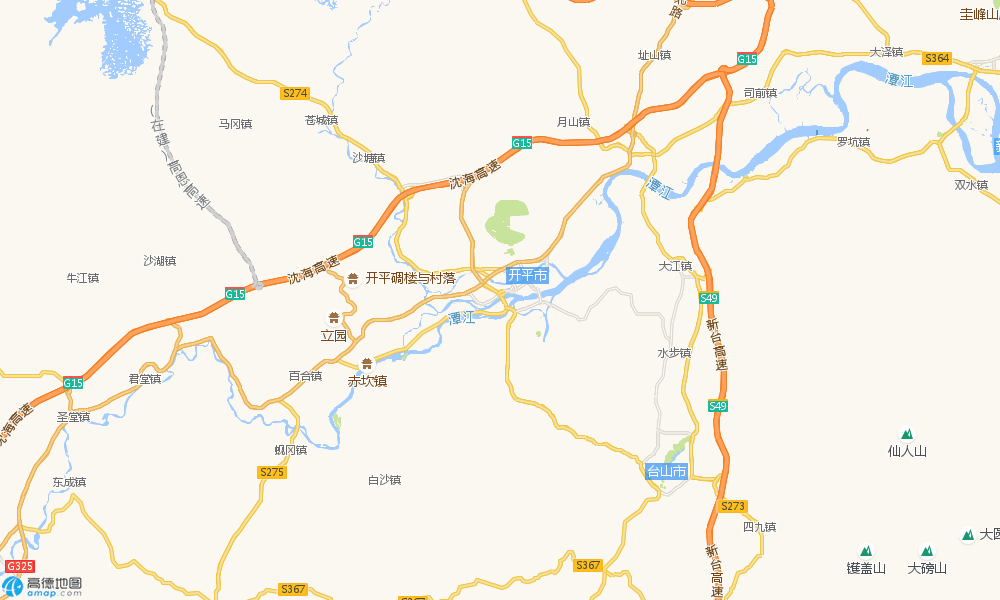 圭峰山
北路
大泽镇
址山镇
G15
S364
潭江
司前镇
S274
苍城镇
马冈镇
月山镇
(在建)高恩高速
G15
罗坑镇
沙塘镇
沈海高速
潭江
双水镇
G15
沙湖镇
大江镇
牛江镇
沈海高速
开平碉楼与村落
开平市
G15
S49
潭江
立园
新台高速
水步镇
赤坎镇
百合镇
君堂镇
G15
S49
圣堂镇
沈海高速
蚬冈镇
仙人山
S275
台山市
东成镇
白沙镇
S273
四九镇
大
新台高速
G325
S367
大磅山
高德地图
amap.com
S367